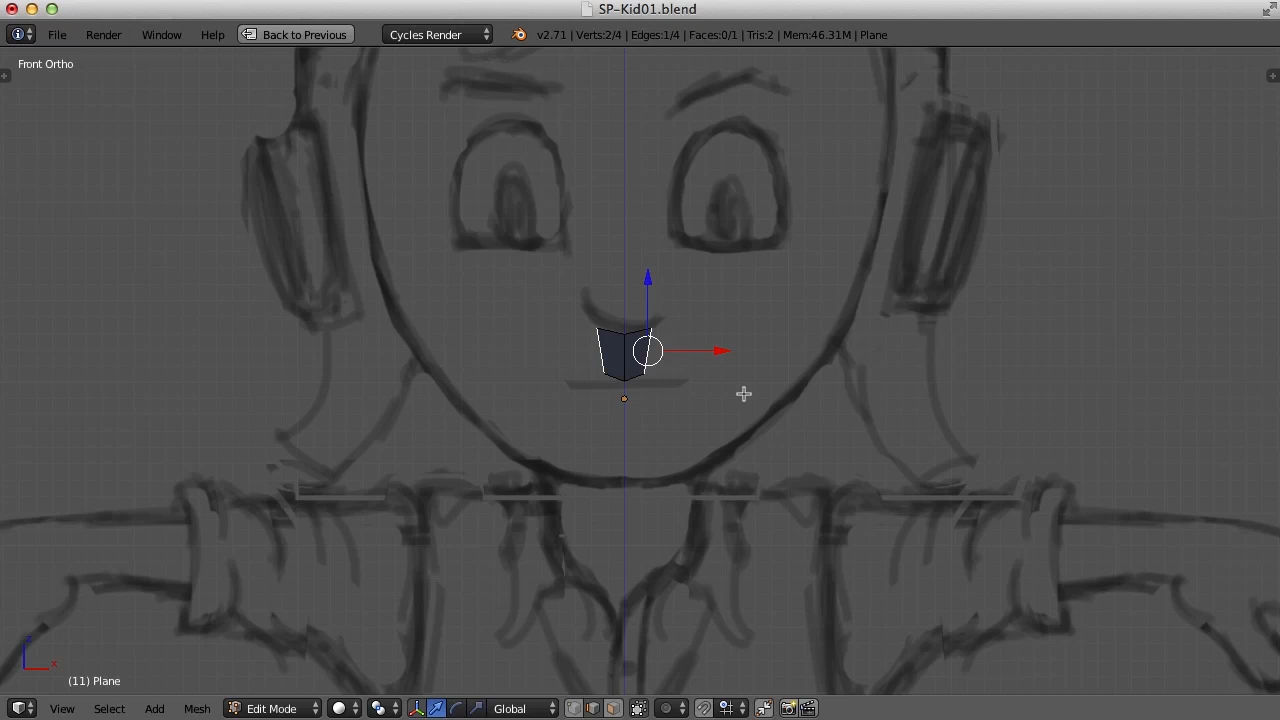 SP-Kid01.blend
File Render Window Help Back to Previous Cycles Render v2.71 | Verts:2/4 | Edges:1/4 | Faces:0/1 | Tris:2 | Mem:46.31M | Plane
Front Ortho
z
x
(11) Plane
View Select Add Mesh Edit Mode Global